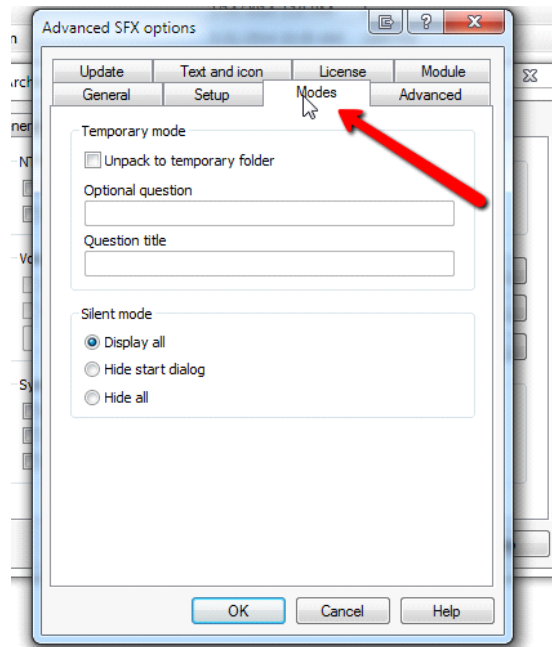 Advanced SFX options
Update Text and icon License Module
General Setup Modes Advanced
Temporary mode
Unpack to temporary folder
Optional question
Question title
Silent mode
Display all
Hide start dialog
Hide all
OK Cancel Help